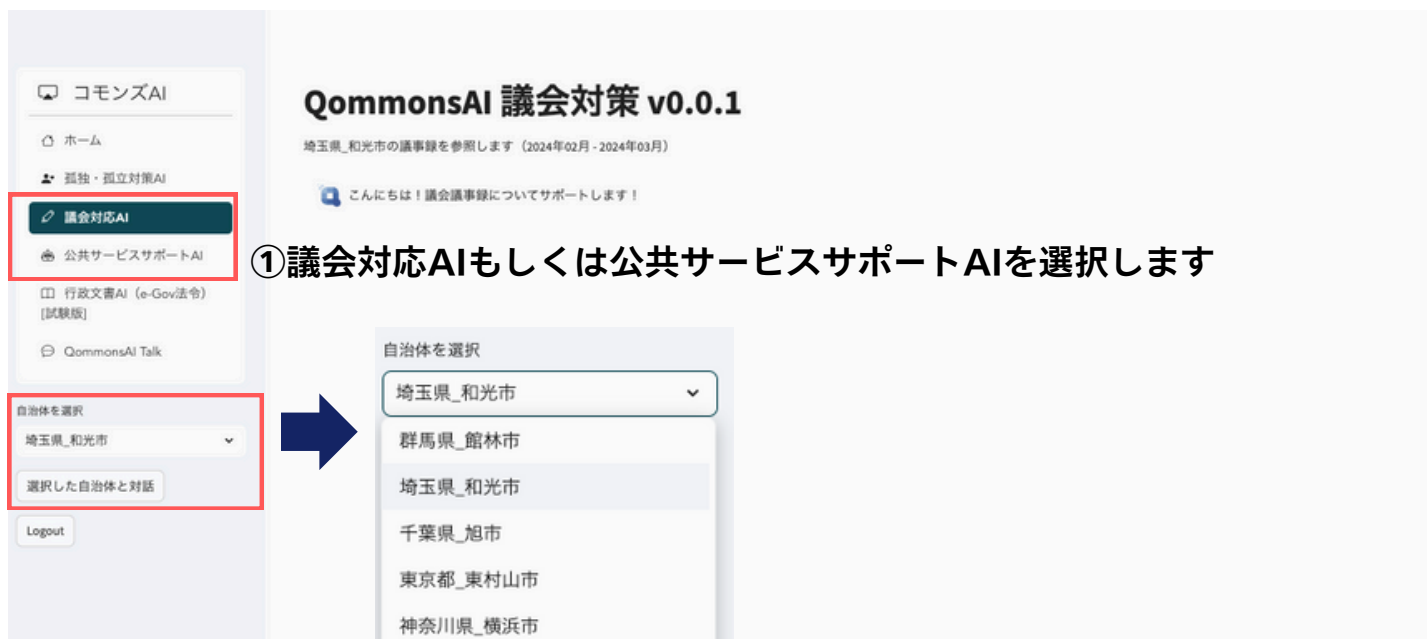 コモンズAI
ホーム
孤独・孤立対策AI
議会対応AI
公共サービスサポートAI
行政文書AI（e-Gov法令）
[試験版]
QommonsAI Talk
自治体を選択
埼玉県_和光市
選択した自治体と対話
Logout
QommonsAI 議会対策 v0.0.1
埼玉県_和光市の議事録を参照します（2024年02月 - 2024年03月）
こんにちは！議会議事録についてサポートします！
①議会対応AIもしくは公共サービスサポートAIを選択します
自治体を選択
埼玉県_和光市
群馬県_館林市
埼玉県_和光市
千葉県_旭市
東京都_東村山市
神奈川県_横浜市